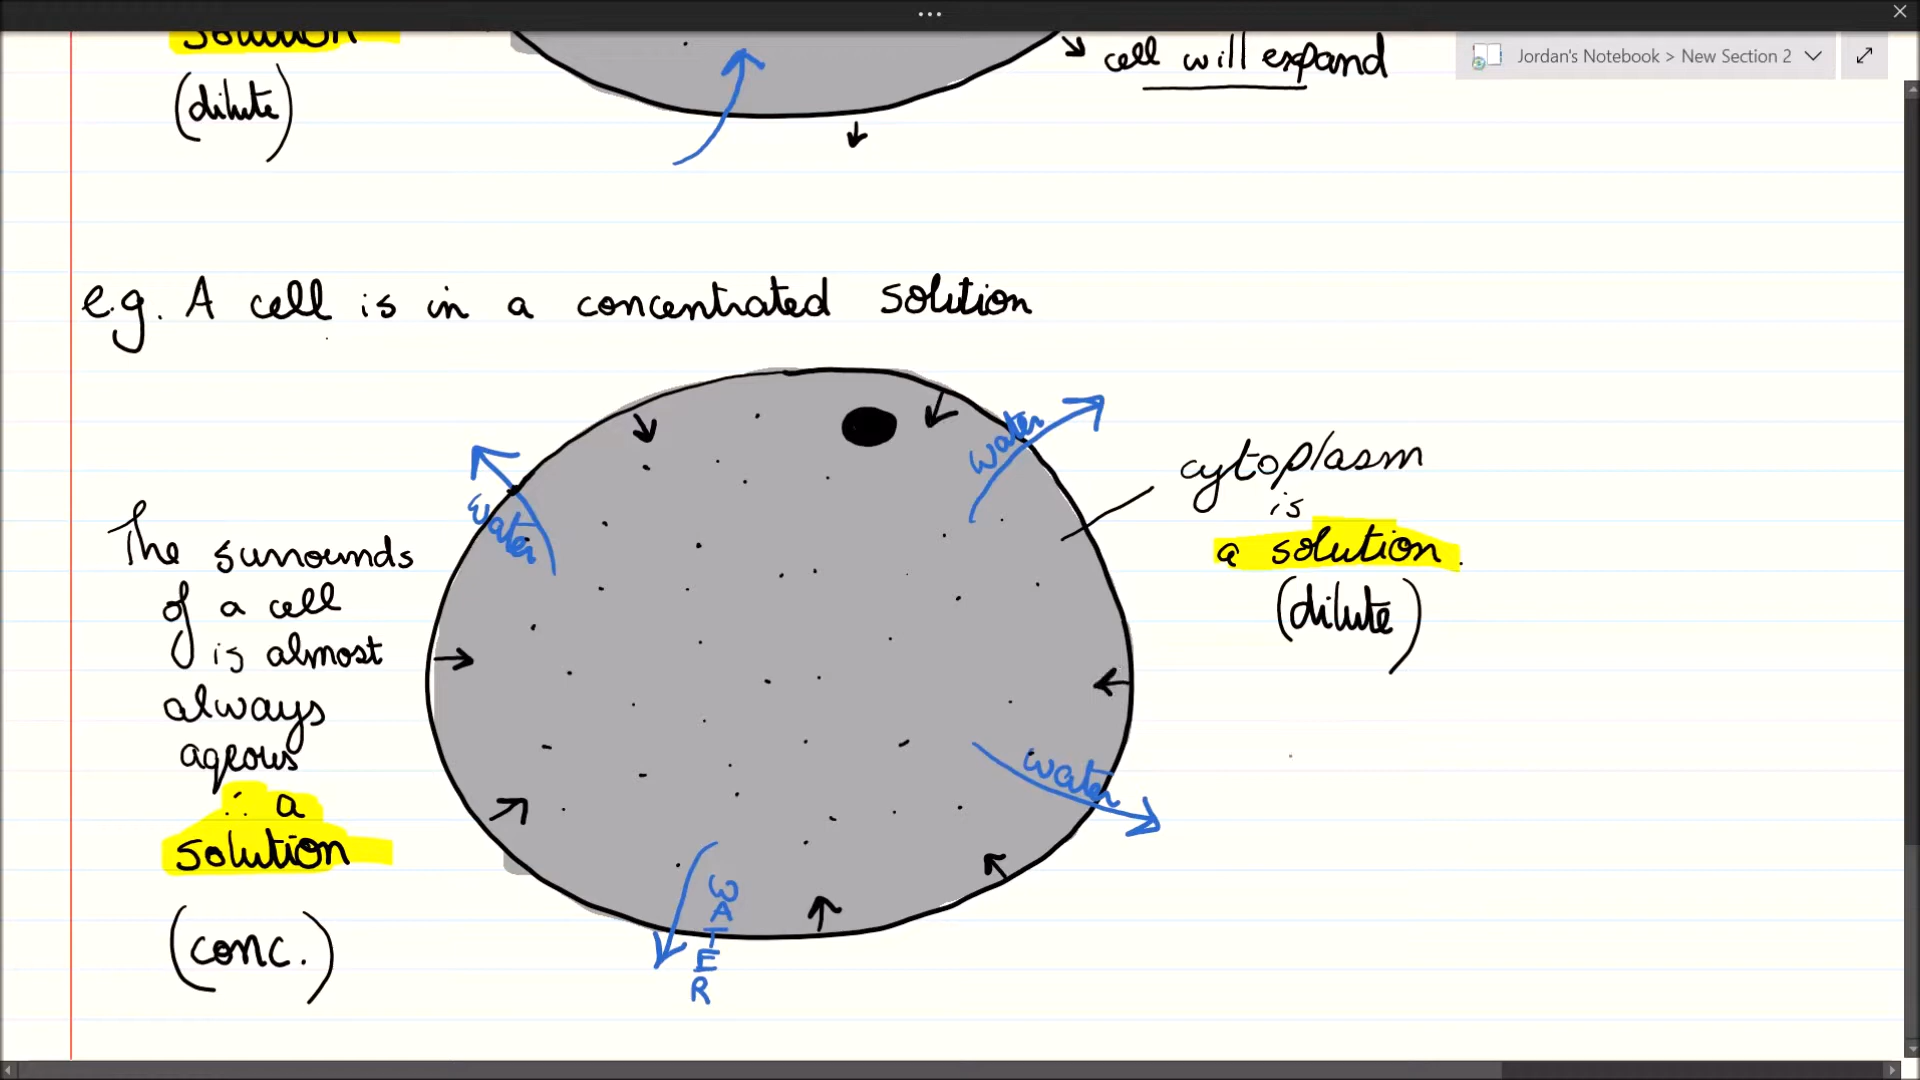 ...
Jordan's Notebook > New Section 2
solution
(dilute)
cell will expand
e.g. A cell is in a concentrated solution
water
water
cytoplasm
is
a solution.
(dilute)
The surrounds
of a cell
is almost
always
aqeous
∴ a
solution
(conc.)
water
WATER